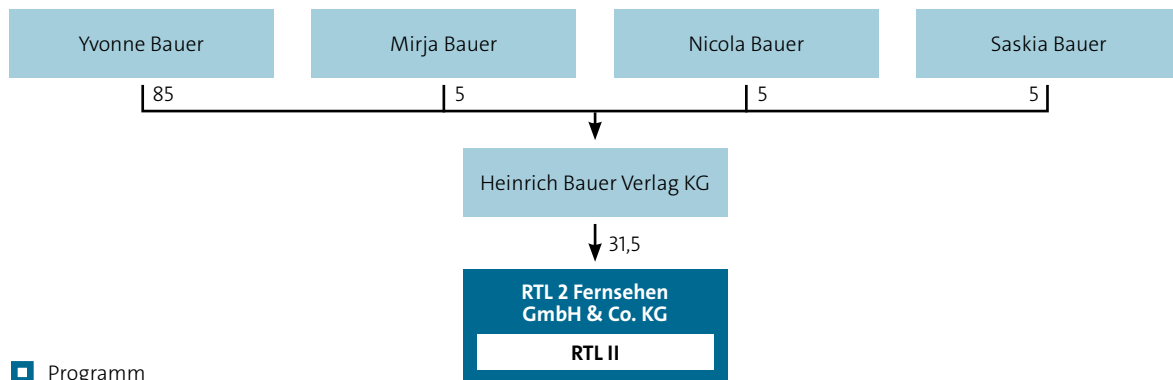 Yvonne Bauer
Mirja Bauer
Nicola Bauer
Saskia Bauer
85
5
5
5
Heinrich Bauer Verlag KG
31,5
RTL 2 Fernsehen
GmbH & Co. KG
RTL II
Programm